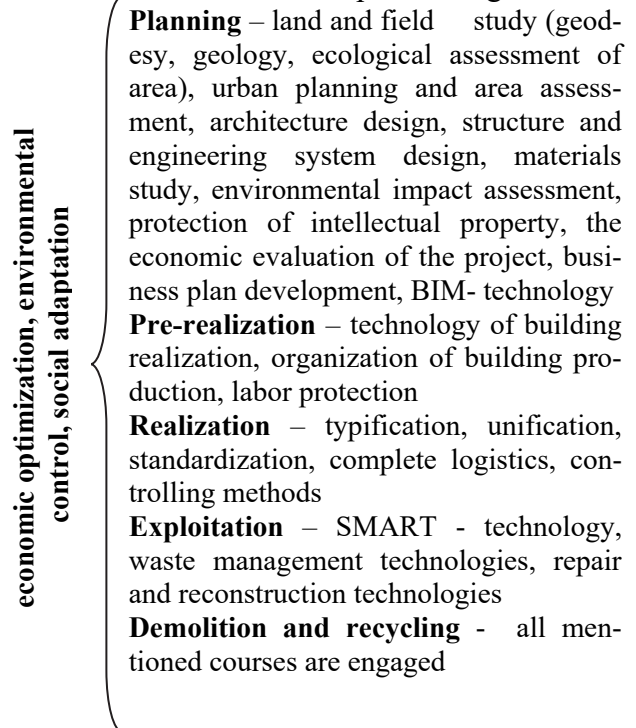 economic optimization, environmental
control, social adaptation
Planning – land and field study (geod-
esy, geology, ecological assessment of
area), urban planning and area assess-
ment, architecture design, structure and
engineering system design, materials
study, environmental impact assessment,
protection of intellectual property, the
economic evaluation of the project, busi-
ness plan development, BIM- technology
Pre-realization – technology of building
realization, organization of building pro-
duction, labor protection
Realization – typification, unification,
standardization, complete logistics, con-
trolling methods
Exploitation – SMART - technology,
waste management technologies, repair
and reconstruction technologies
Demolition and recycling - all men-
tioned courses are engaged